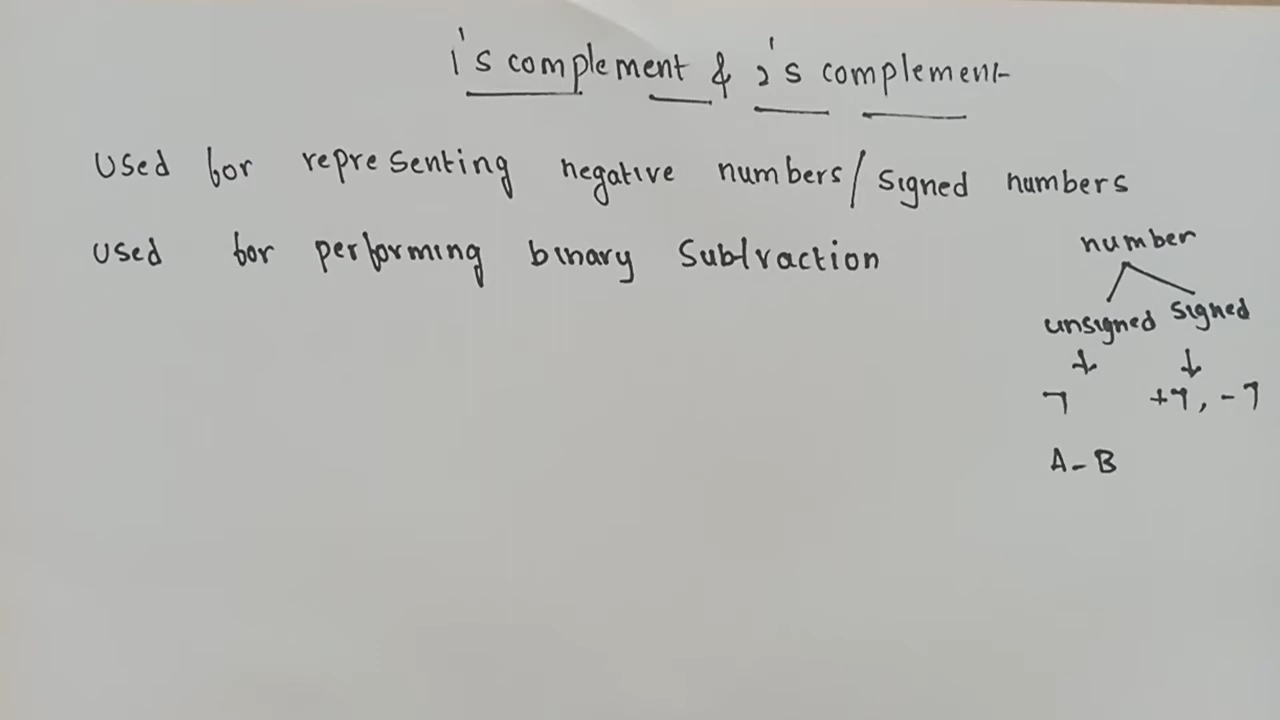 1's complement & 2's complement
Used for representing negative numbers/signed numbers
used for performing binary Subtraction
number
unsigned signed
7 +7, -7
A-B